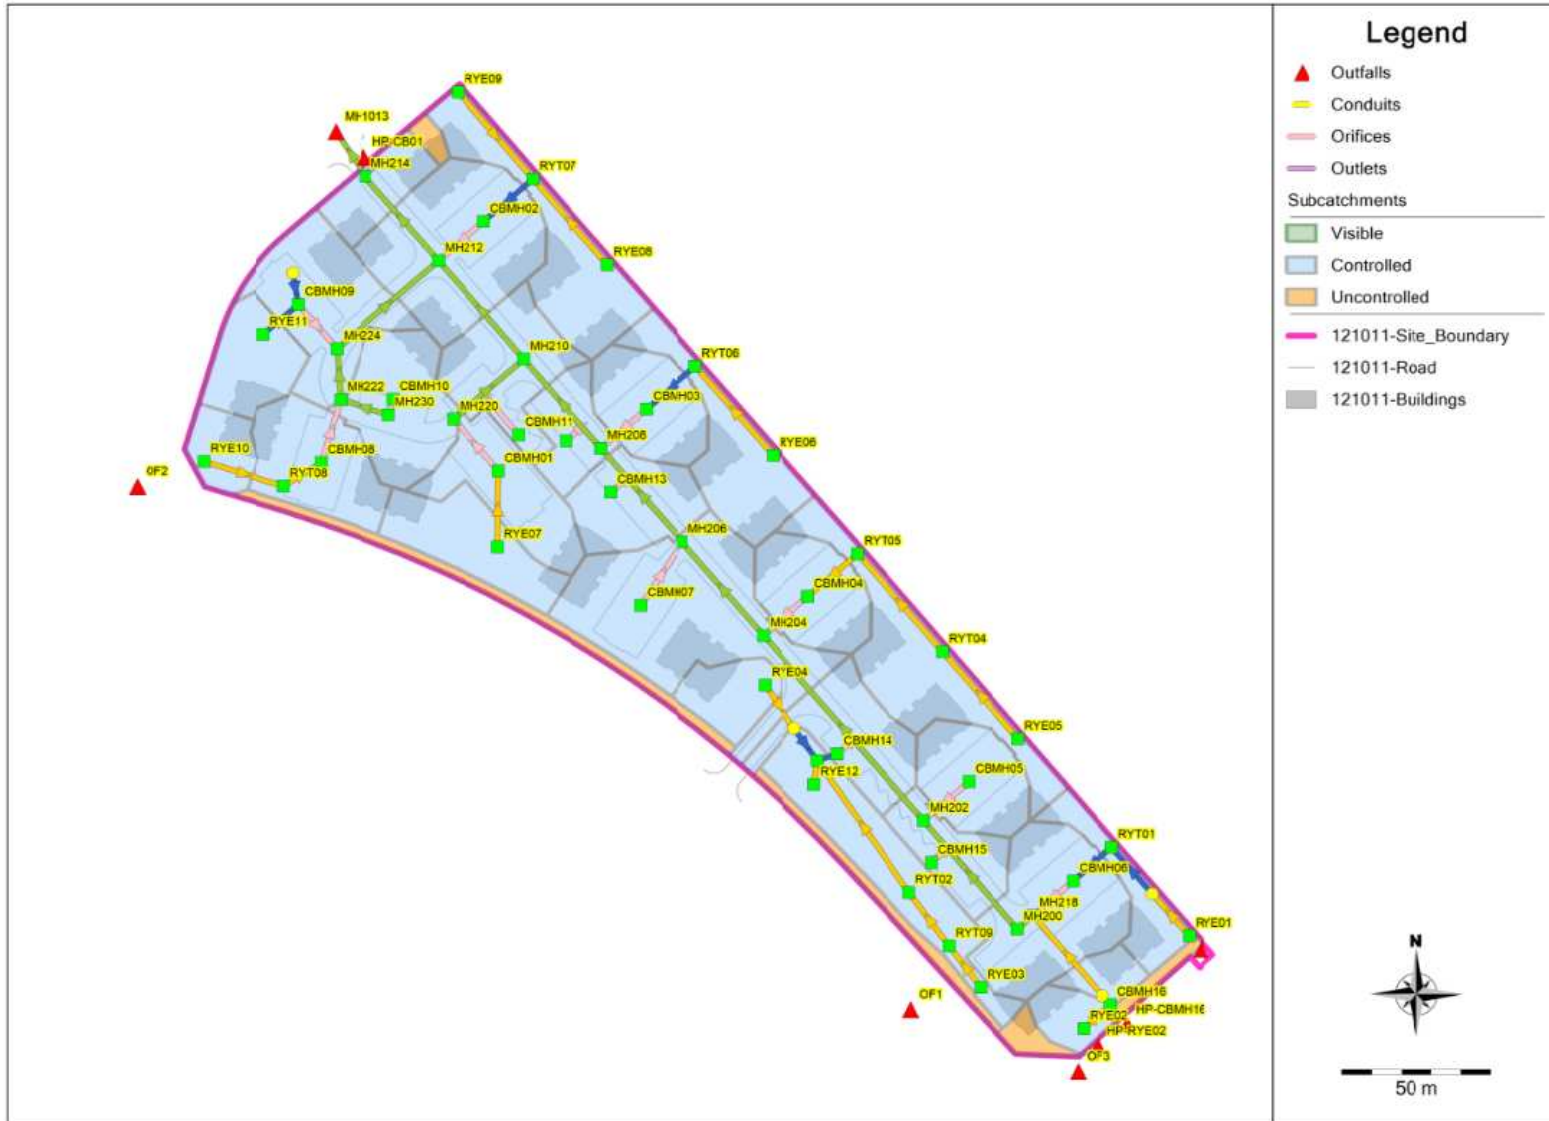 Legend
Outfalls
Conduits
Orifices
Outlets
Subcatchments
Visible
Controlled
Uncontrolled
121011-Site_Boundary
121011-Road
121011-Buildings
N
50 m
RYE09
MH1013
HP-CB01
MH214
RYT07
CBMH02
MH212
RYE08
CBMH09
RYE11
MH224
MH210
RYT06
MH222
CBMH10
MH230
MH220
CBMH03
CBMH11
MH208
RYE06
RYE10
CBMH08
RYT08
OF2
CBMH01
CBMH13
RYE07
MH206
RYT05
CBMH04
CBMH07
MH204
RYT04
RYE04
RYE05
CBMH14
RYE12
CBMH05
MH202
RYT01
CBMH15
CBMH06
RYT02
MH218
MH200
RYE01
RYT09
RYE03
OF1
CBMH16
HP-CBMH16
RYE02
HP-RYE02
OF3